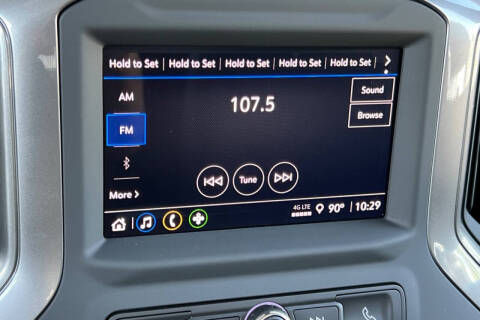 Hold to Set Hold to Set Hold to Set Hold to Set Hold to Set
AM
Sound
107.5
Browse
FM
Tune
More
4G LTE 90° 10:29